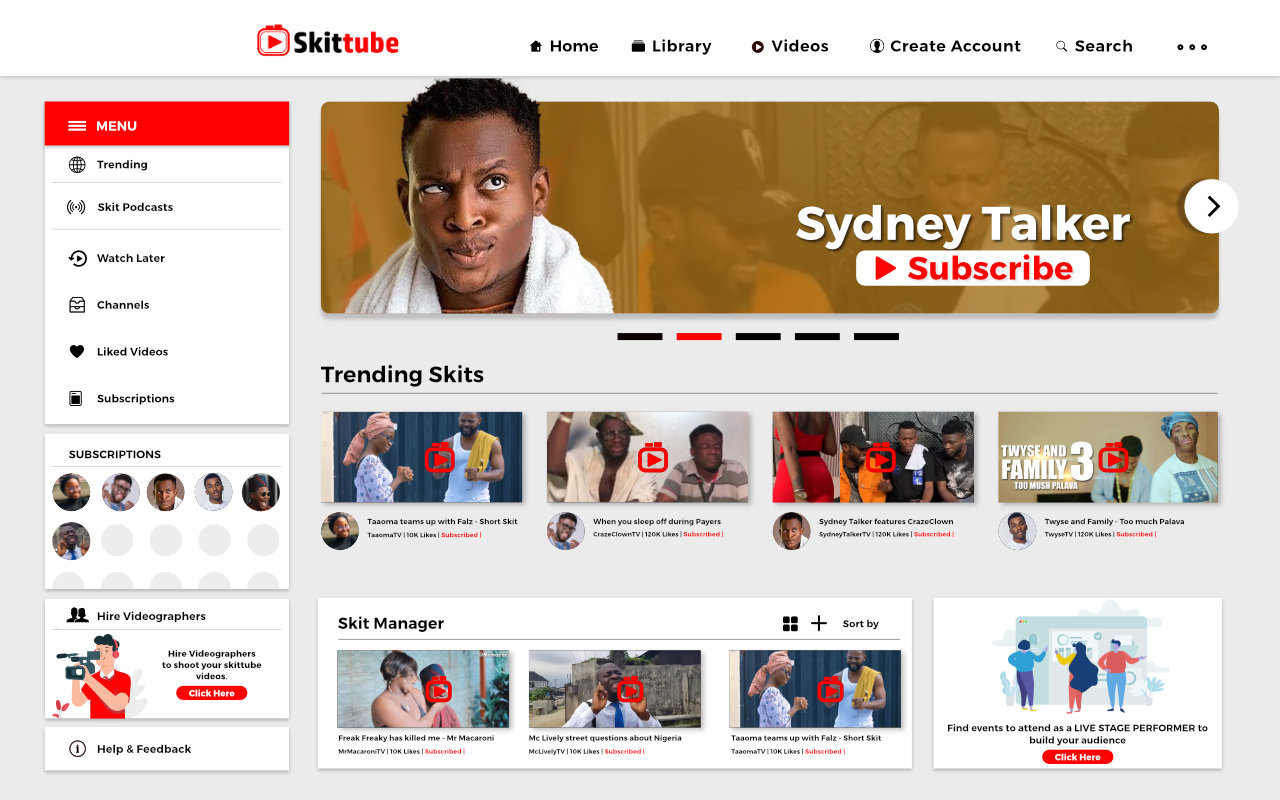 Skittube
Home
Library
Videos
Create Account
Search
MENU
Trending
Skit Podcasts
Watch Later
Channels
Liked Videos
Subscriptions
Sydney Talker
Subscribe
Trending Skits
TWYSE AND
FAMILY 3
TOO MUSH PALAVA
Taaoma teams up with Falz - Short Skit
TaaomaTV | 10K Likes | Subscribed |
When you sleep off during Payers
CrazeClownTV | 120K Likes | Subscribed |
Sydney Talker features CrazeClown
SydneyTalkerTV | 120K Likes | Subscribed |
Twyse and Family - Too much Palava
TwyseTV | 120K Likes | Subscribed |
SUBSCRIPTIONS
Hire Videographers
Hire Videographers
to shoot your skittube
videos.
Click Here
Help & Feedback
Skit Manager
Sort by
Freak Freaky has killed me - Mr Macaroni
MrMacaroniTV | 10K Likes | Subscribed |
Mc Lively street questions about Nigeria
McLivelyTV | 10K Likes | Subscribed |
Taaoma teams up with Falz - Short Skit
TaaomaTV | 10K Likes | Subscribed |
Find events to attend as a LIVE STAGE PERFORMER to
build your audience
Click Here